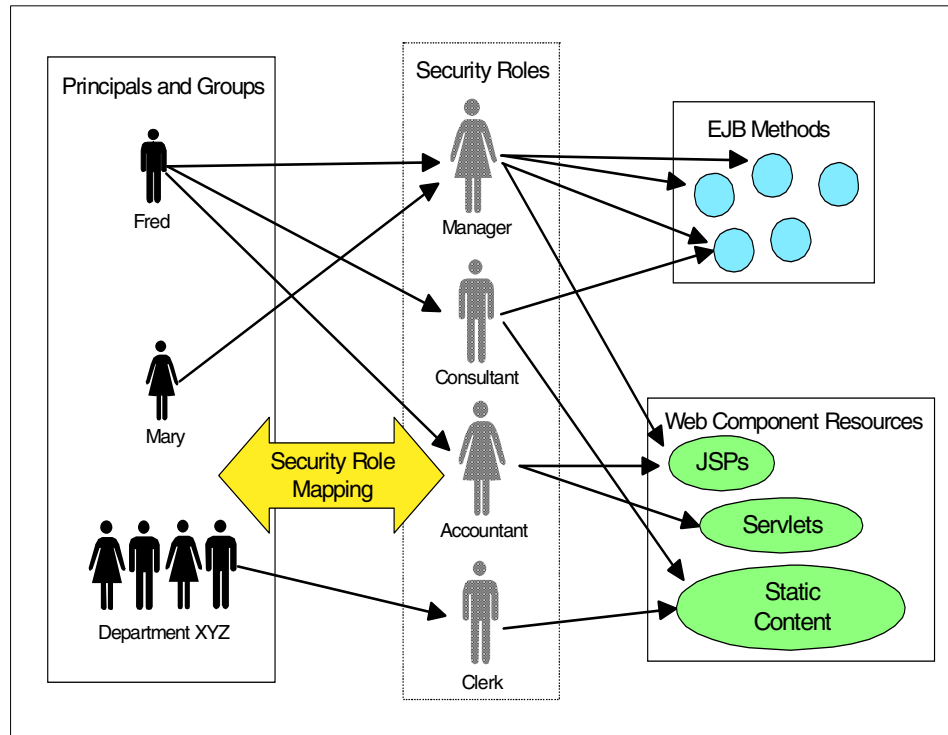 Principals and Groups
Fred
Mary
Department XYZ
Security Role
Mapping
Security Roles
Manager
Consultant
Accountant
Clerk
EJB Methods
Web Component Resources
JSPs
Servlets
Static
Content